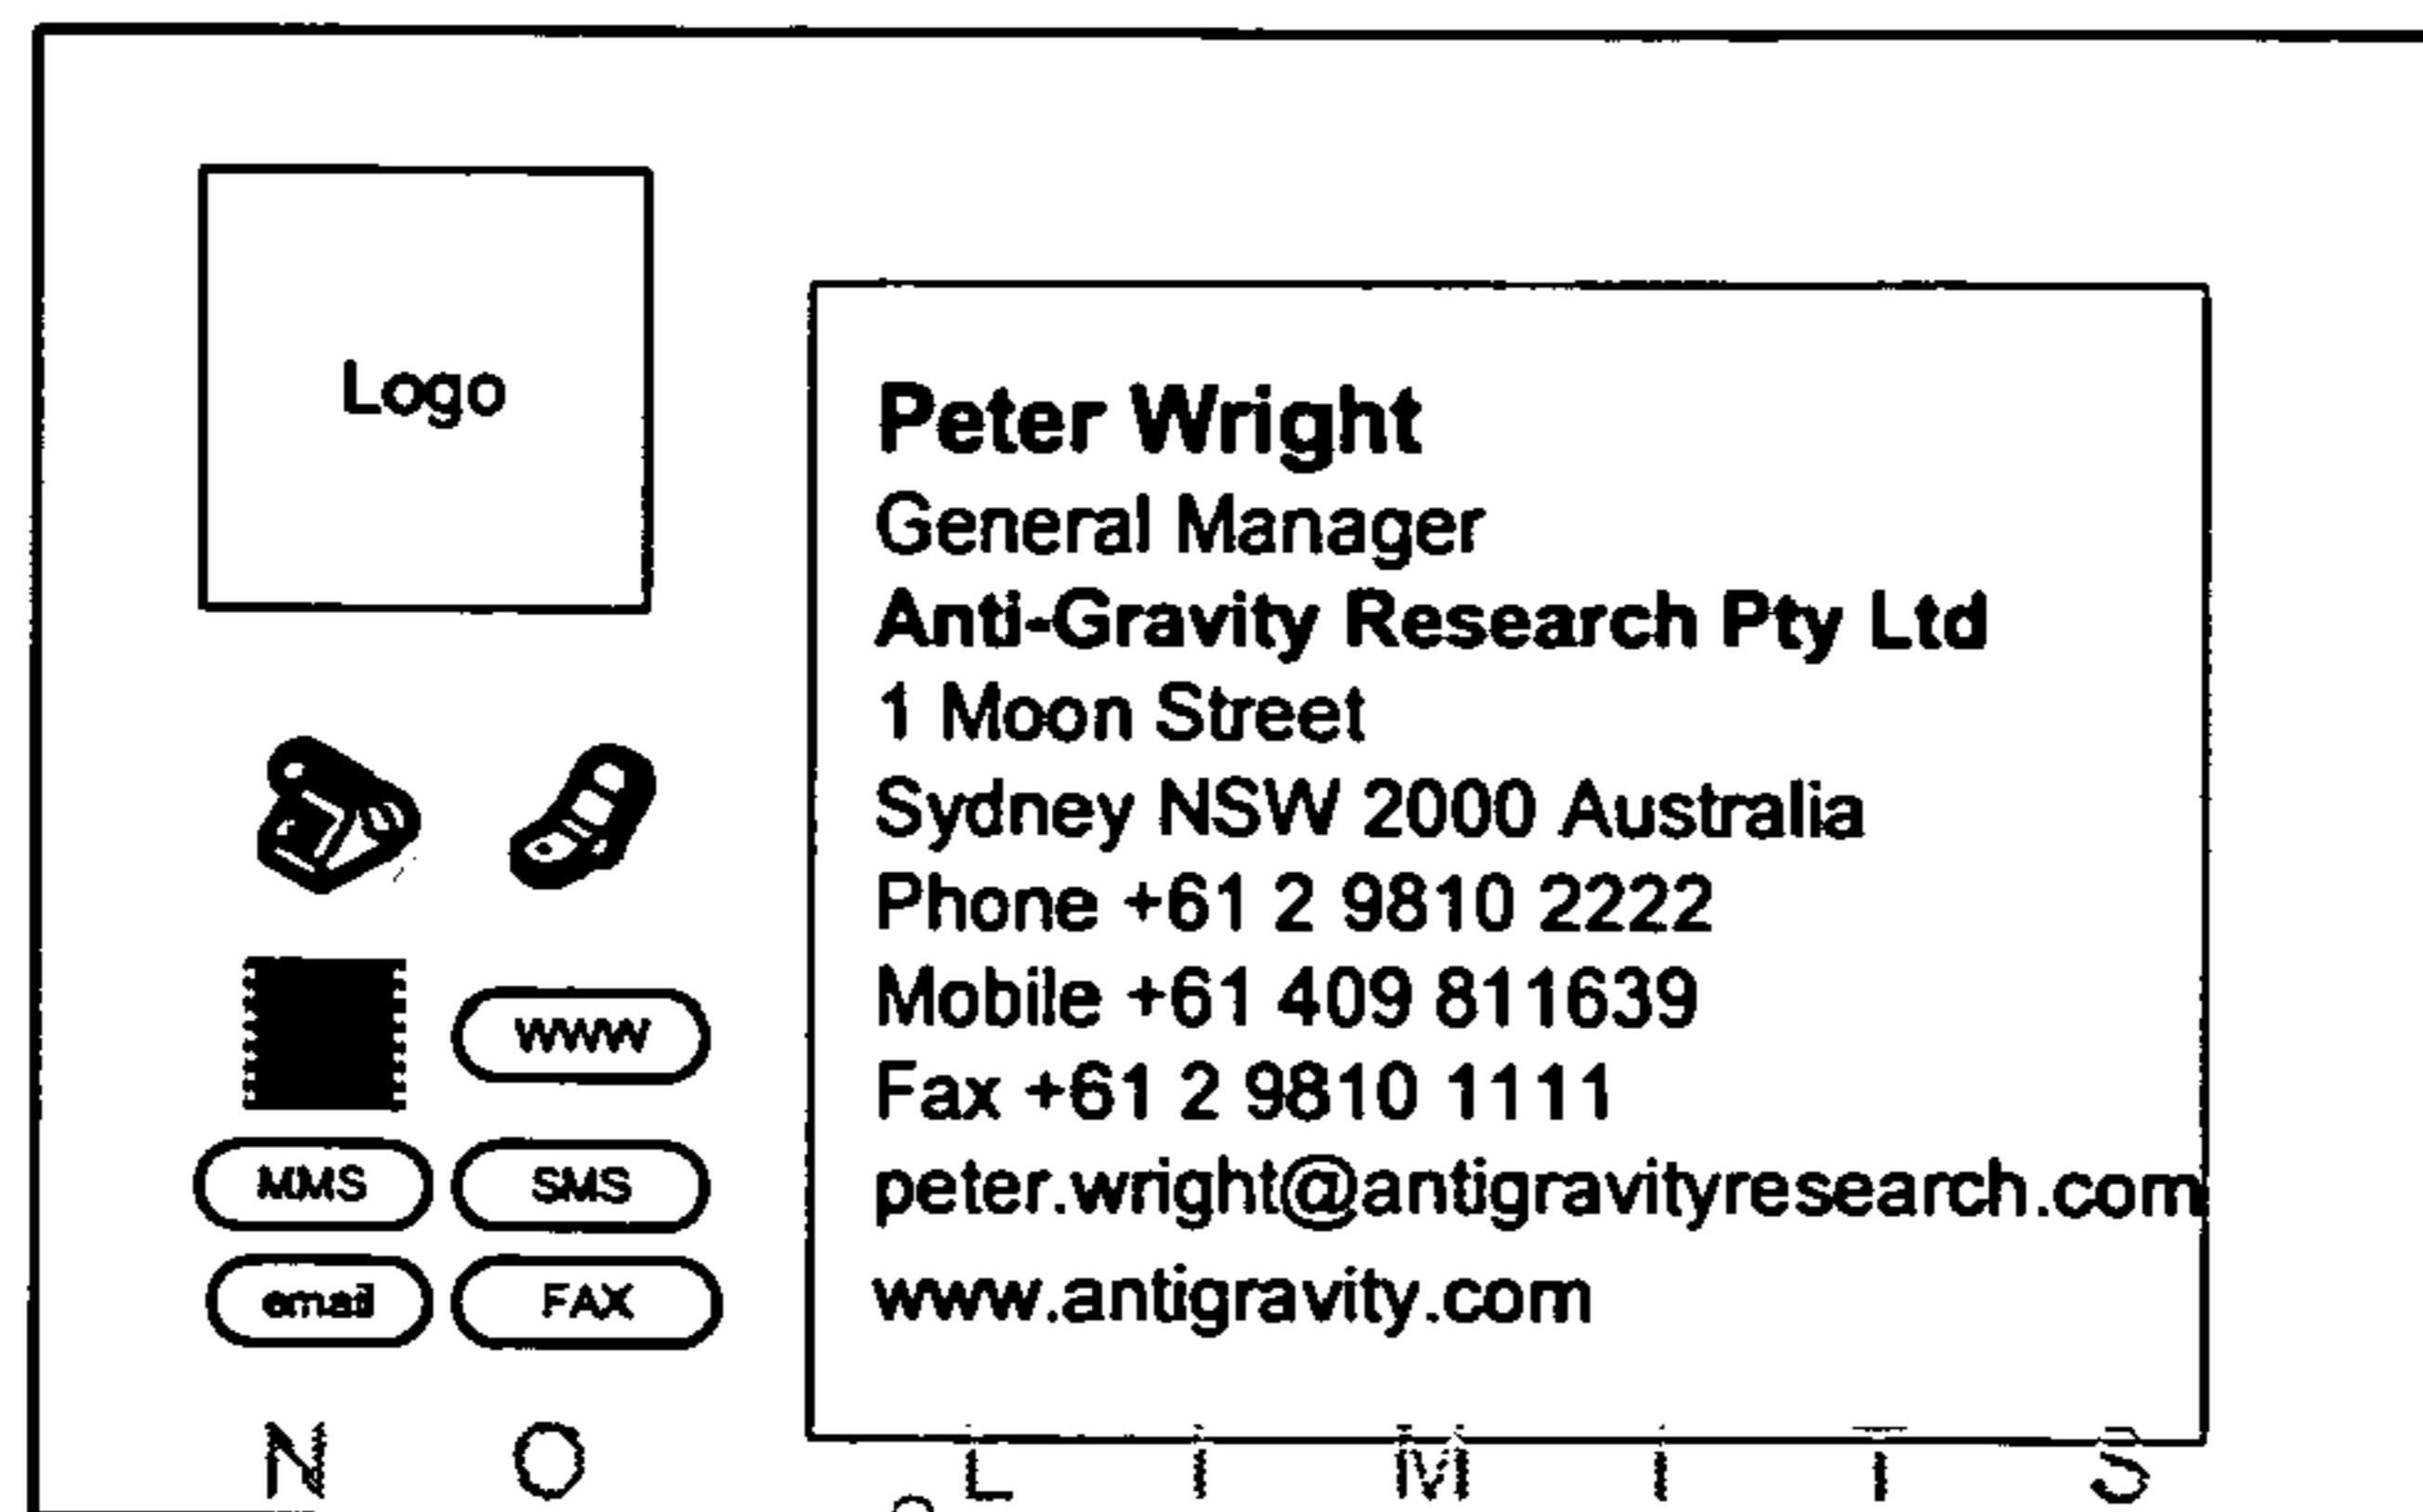 Logo
Peter Wright
General Manager
Anti-Gravity Research Pty Ltd
1 Moon Street
Sydney NSW 2000 Australia
Phone +61 2 9810 2222
Mobile +61 409 811639
Fax +61 2 9810 1111
peter.wright@antigravityresearch.com
www.antigravity.com
WWW
MMS SMS
email FAX
N O L I M I T S